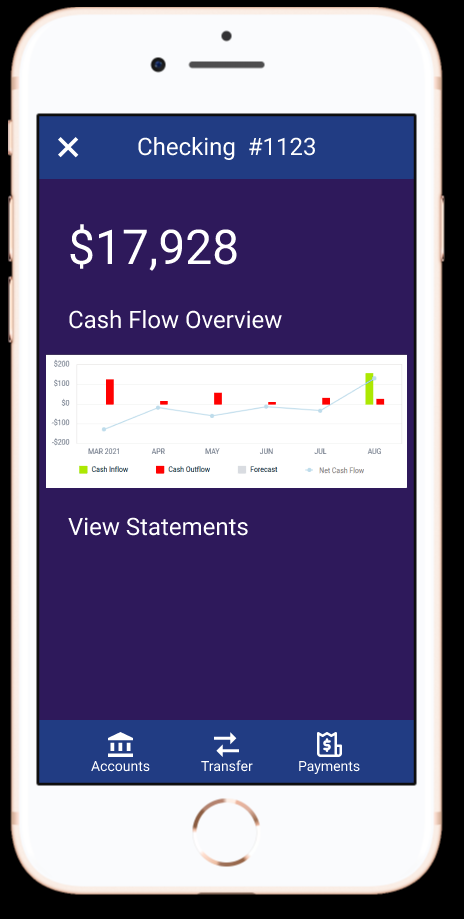 Checking #1123
$17,928
Cash Flow Overview
$200
$100
$0
-$100
-$200
MAR 2021 APR MAY JUN JUL AUG
Cash Inflow Cash Outflow Forecast Net Cash Flow
View Statements
Accounts Transfer Payments